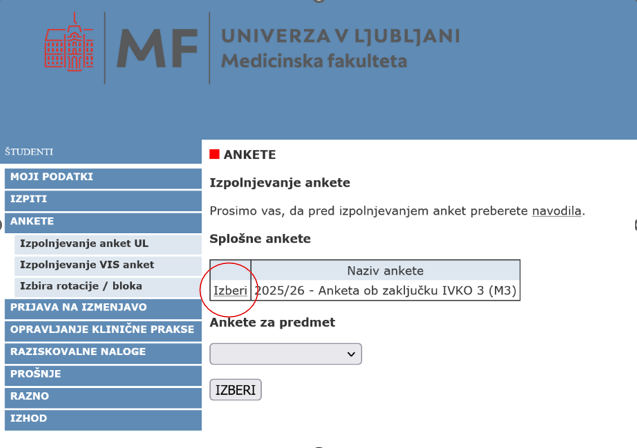 MF
UNIVERZA V LJUBLJANI
Medicinska fakulteta
ŠTUDENTI
MOJI PODATKI
IZPITI
ANKETE
Izpolnjevanje anket UL
Izpolnjevanje VIS anket
Izbira rotacije / bloka
PRIJAVA NA IZMENJAVO
OPRAVLJANJE KLINIČNE PRAKSE
RAZISKOVALNE NALOGE
PROŠNJE
RAZNO
IZHOD
ANKETE
Izpolnjevanje ankete
Prosimo vas, da pred izpolnjevanjem anket preberete navodila.
Splošne ankete
Naziv ankete
Izberi 2025/26 - Anketa ob zaključku IVKO 3 (M3)
Ankete za predmet
IZBERI